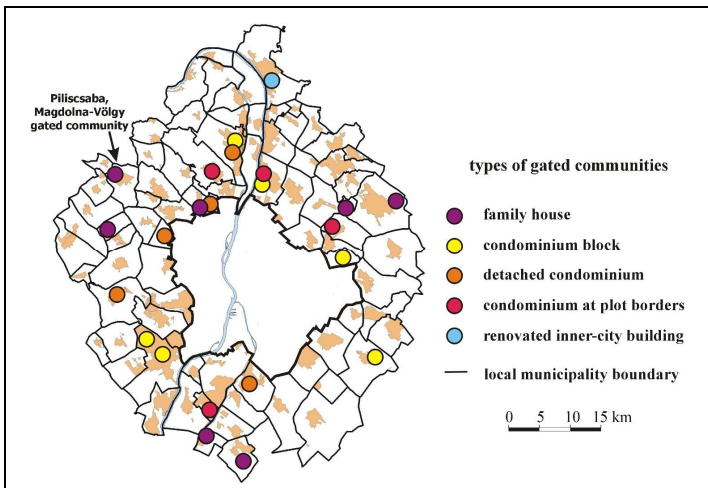 Piliscsaba,
Magdolna-Völgy
gated community
types of gated communities
family house
condominium block
detached condominium
condominium at plot borders
renovated inner-city building
local municipality boundary
0 5 10 15 km